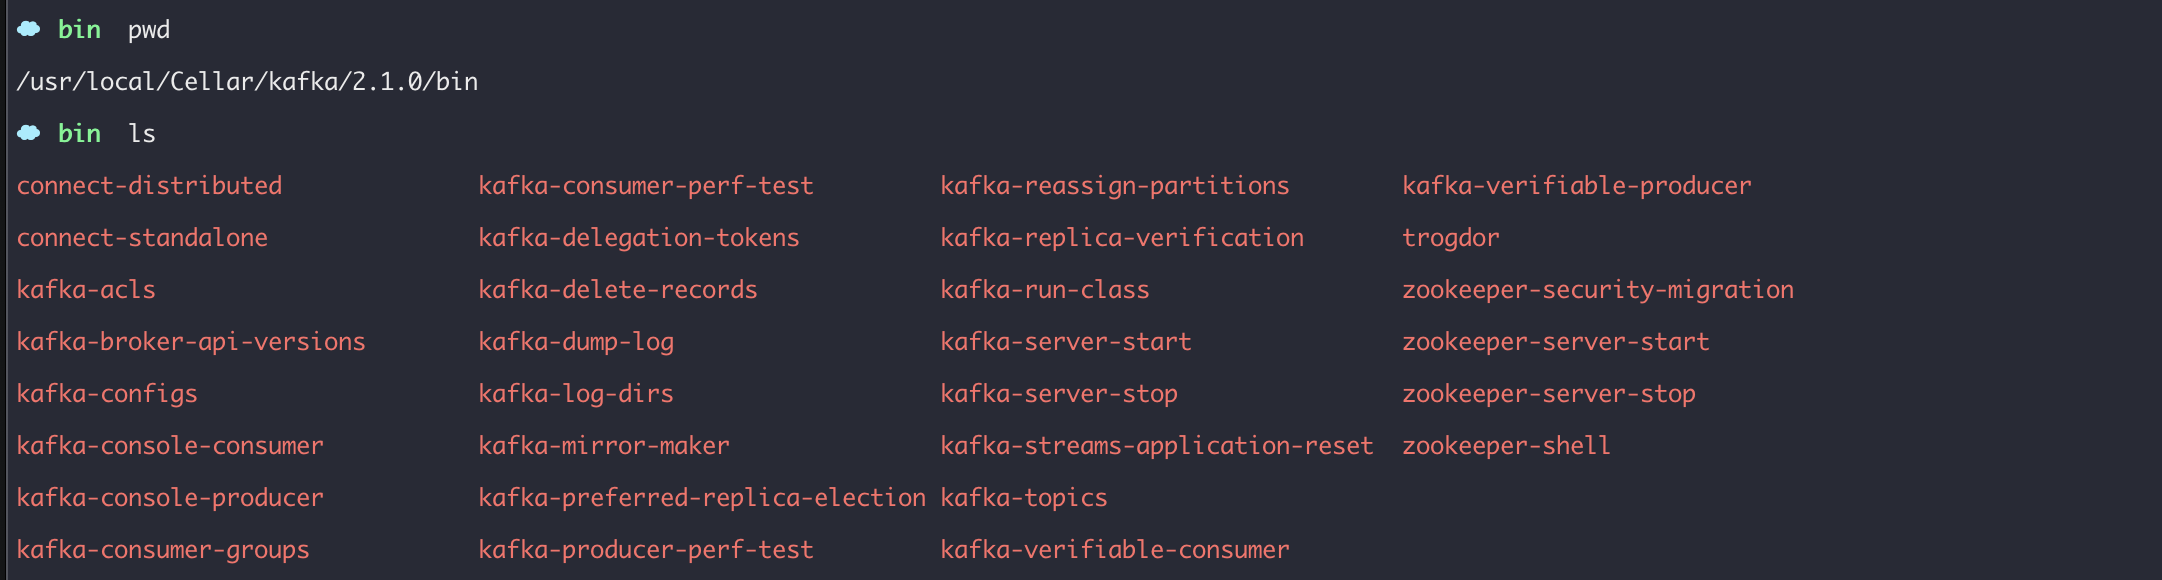 bin pwd
/usr/local/Cellar/kafka/2.1.0/bin
bin ls
connect-distributed kafka-consumer-perf-test kafka-reassign-partitions kafka-verifiable-producer
connect-standalone kafka-delegation-tokens kafka-replica-verification trogdor
kafka-acls kafka-delete-records kafka-run-class zookeeper-security-migration
kafka-broker-api-versions kafka-dump-log kafka-server-start zookeeper-server-start
kafka-configs kafka-log-dirs kafka-server-stop zookeeper-server-stop
kafka-console-consumer kafka-mirror-maker kafka-streams-application-reset zookeeper-shell
kafka-console-producer kafka-preferred-replica-election kafka-topics
kafka-consumer-groups kafka-producer-perf-test kafka-verifiable-consumer